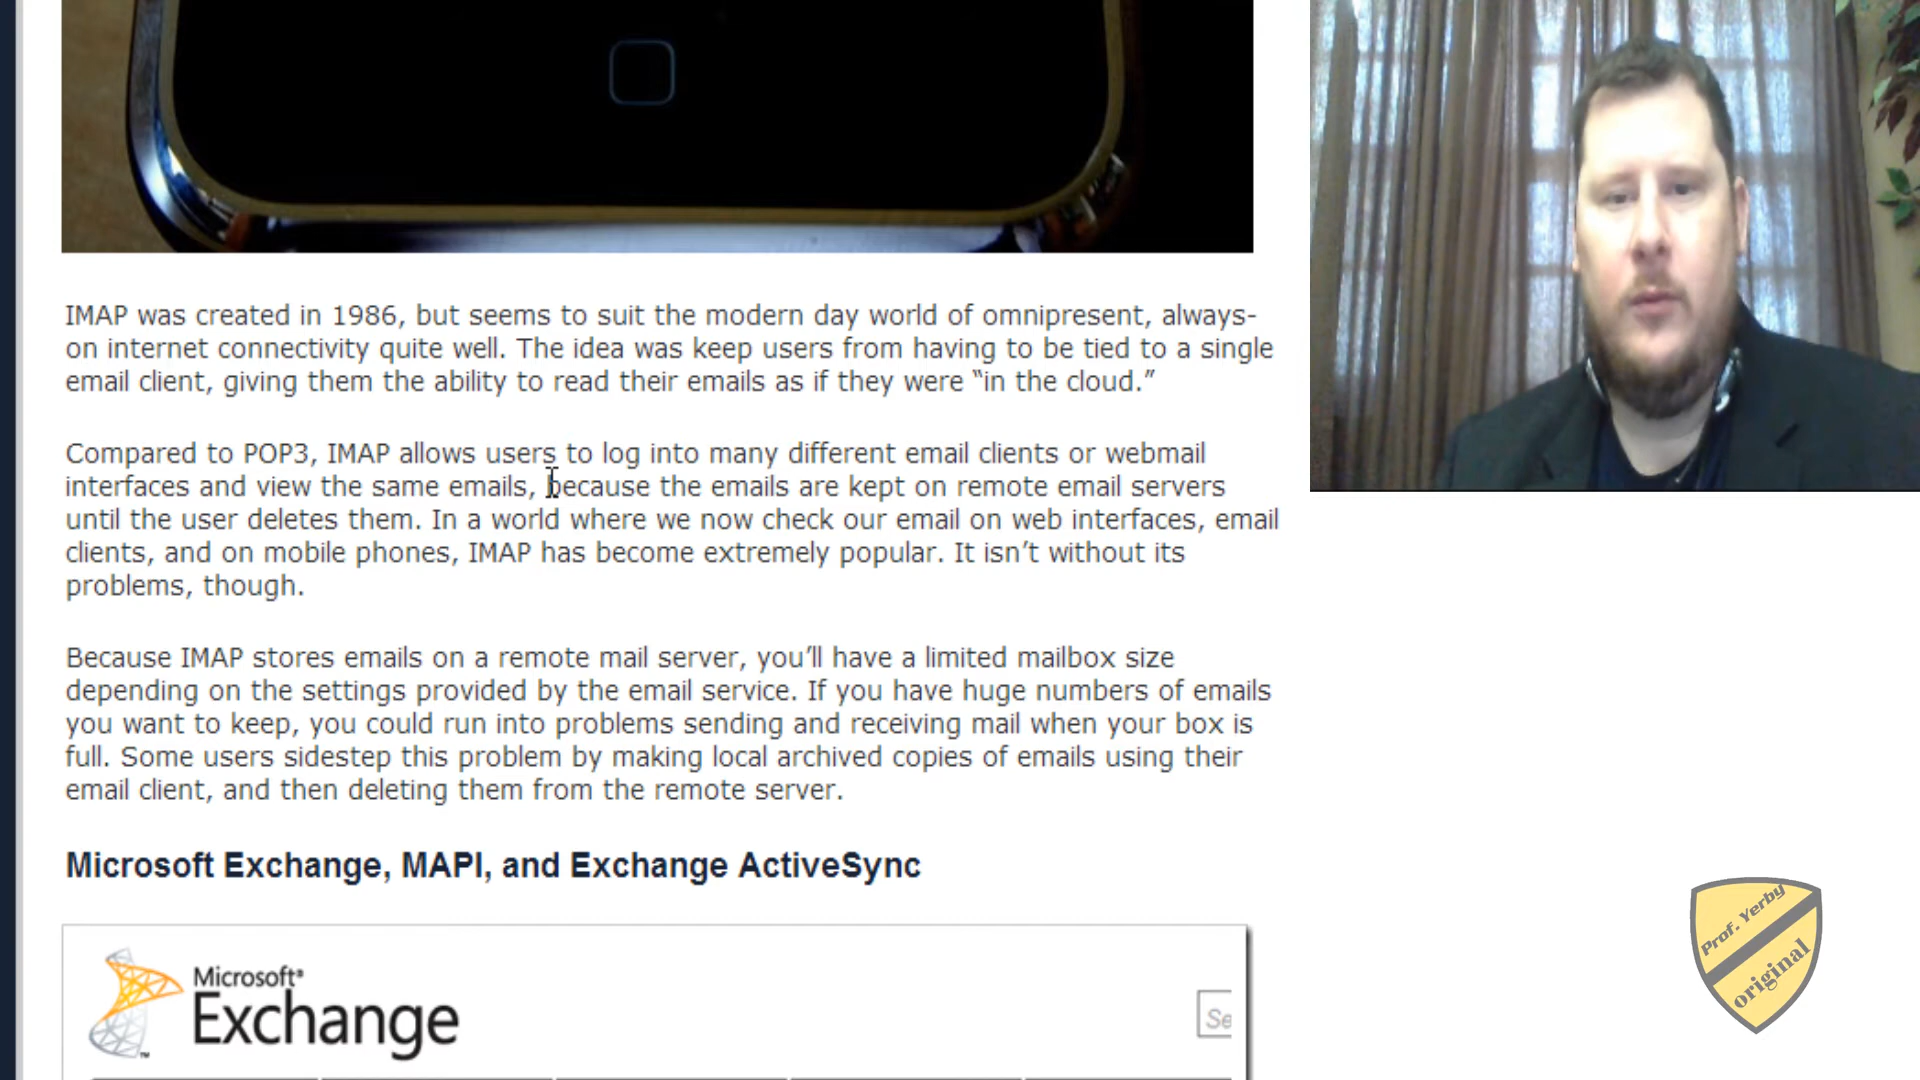 IMAP was created in 1986, but seems to suit the modern day world of omnipresent, always-
on internet connectivity quite well. The idea was keep users from having to be tied to a single
email client, giving them the ability to read their emails as if they were “in the cloud.”
Compared to POP3, IMAP allows users to log into many different email clients or webmail
interfaces and view the same emails, because the emails are kept on remote email servers
until the user deletes them. In a world where we now check our email on web interfaces, email
clients, and on mobile phones, IMAP has become extremely popular. It isn’t without its
problems, though.
Because IMAP stores emails on a remote mail server, you’ll have a limited mailbox size
depending on the settings provided by the email service. If you have huge numbers of emails
you want to keep, you could run into problems sending and receiving mail when your box is
full. Some users sidestep this problem by making local archived copies of emails using their
email client, and then deleting them from the remote server.
Microsoft Exchange, MAPI, and Exchange ActiveSync
Microsoft®
Exchange
™
Se
Prof. Yerby
original